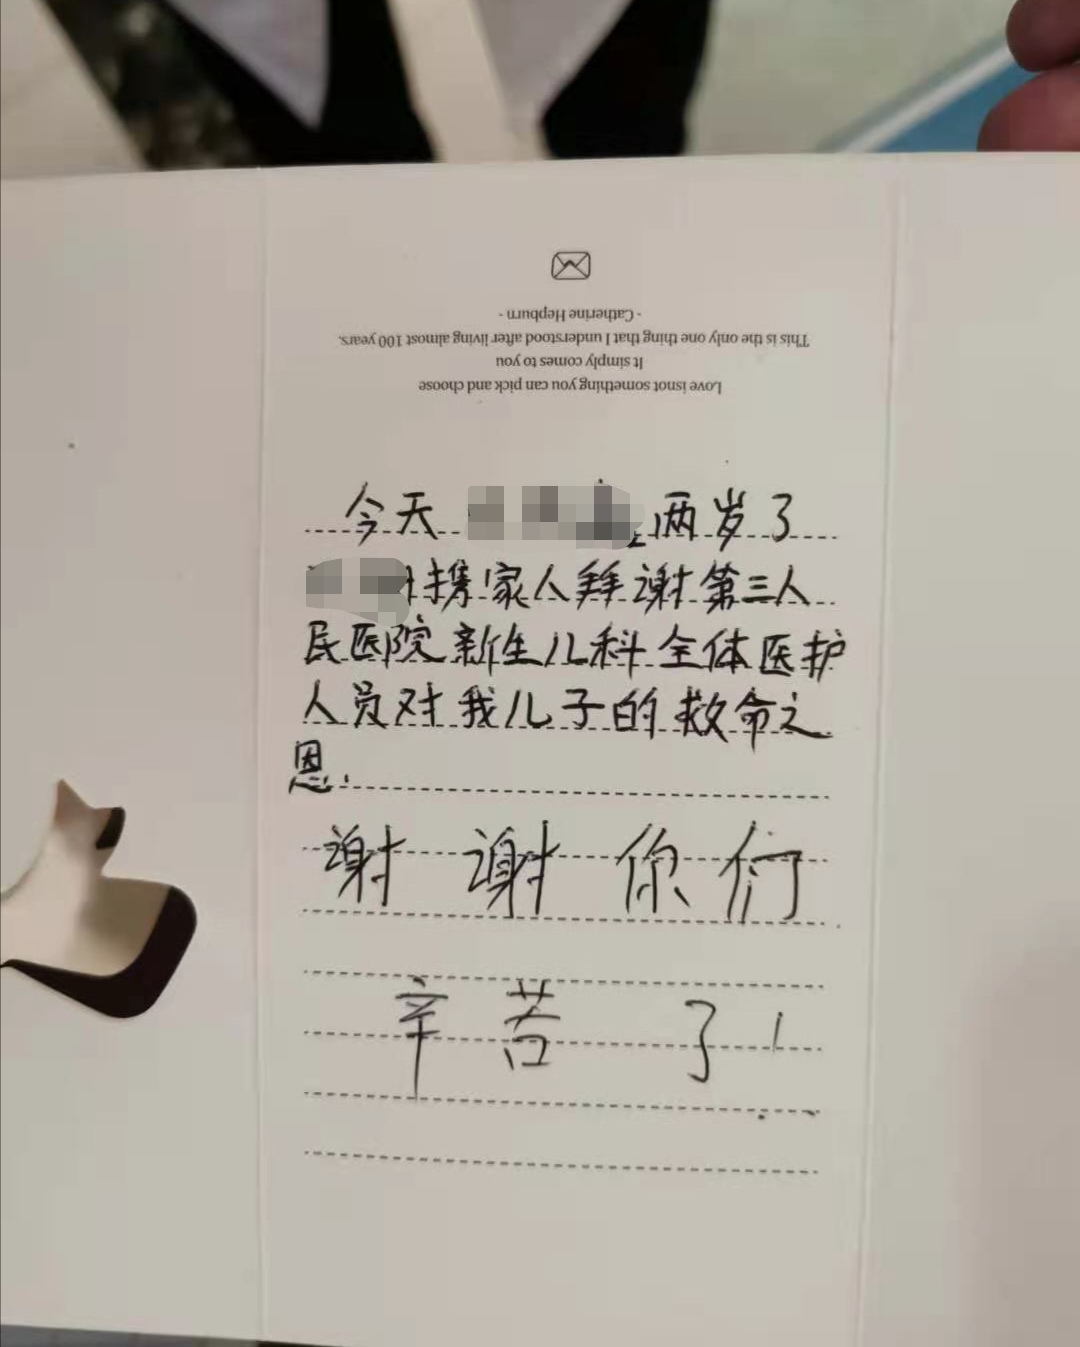 - Catherine Hepburn -
This is the only one thing that I understood after living almost 100 years.
It simply comes to you
Love isnot something you can pick and choose
今天 两岁了
携家人拜谢第三人
民医院新生儿科全体医护
人员对我儿子的救命之
恩.
谢谢你们
辛苦了!